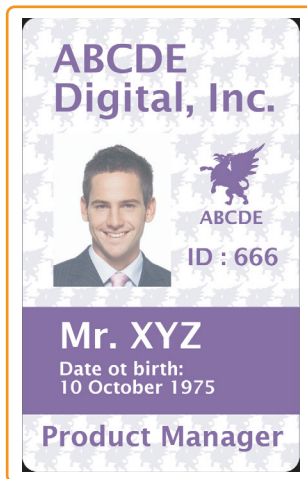 ABCDE
Digital, Inc.
ABCDE
ID : 666
Mr. XYZ
Date ot birth:
10 October 1975
Product Manager